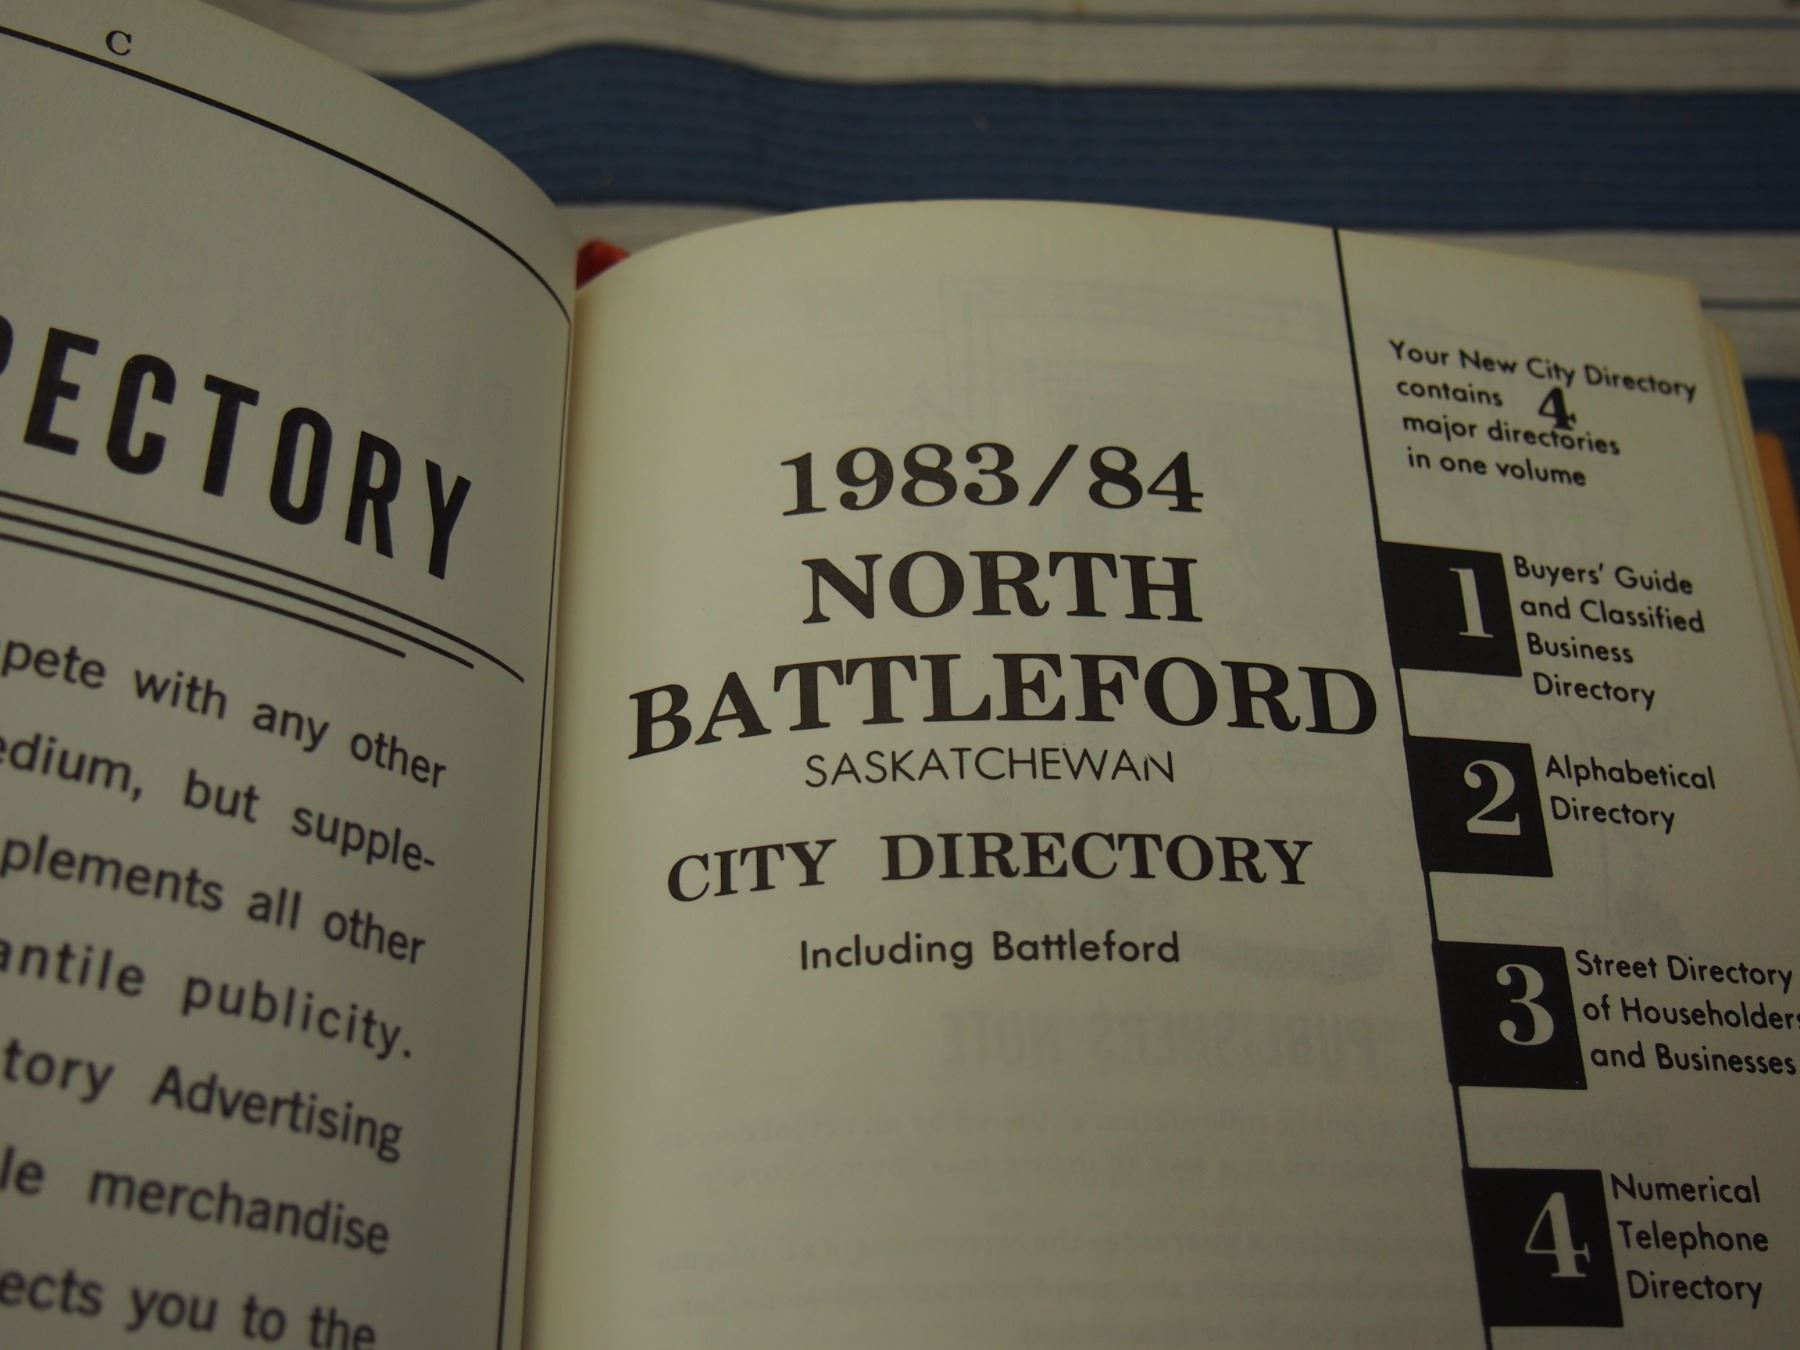 C
ECTORY
pete with any other
edium, but supple-
plements all other
antile publicity.
tory Advertising
le merchandise
ects you to the
1983/84
NORTH
BATTLEFORD
SASKATCHEWAN
CITY DIRECTORY
Including Battleford
Your New City Directory
contains 4
major directories
in one volume
1
Buyers' Guide
and Classified
Business
Directory
2
Alphabetical
Directory
3
Street Directory
of Householders
and Businesses
4
Numerical
Telephone
Directory